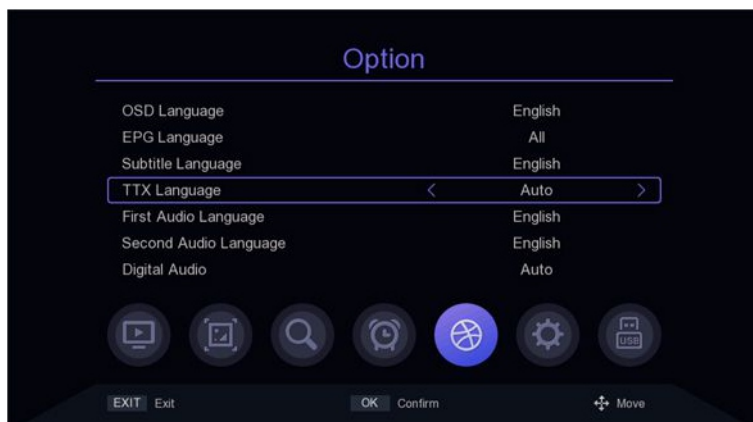 Option
OSD Language English
EPG Language All
Subtitle Language English
TTX Language < Auto >
First Audio Language English
Second Audio Language English
Digital Audio Auto
USB
EXIT Exit OK Confirm Move